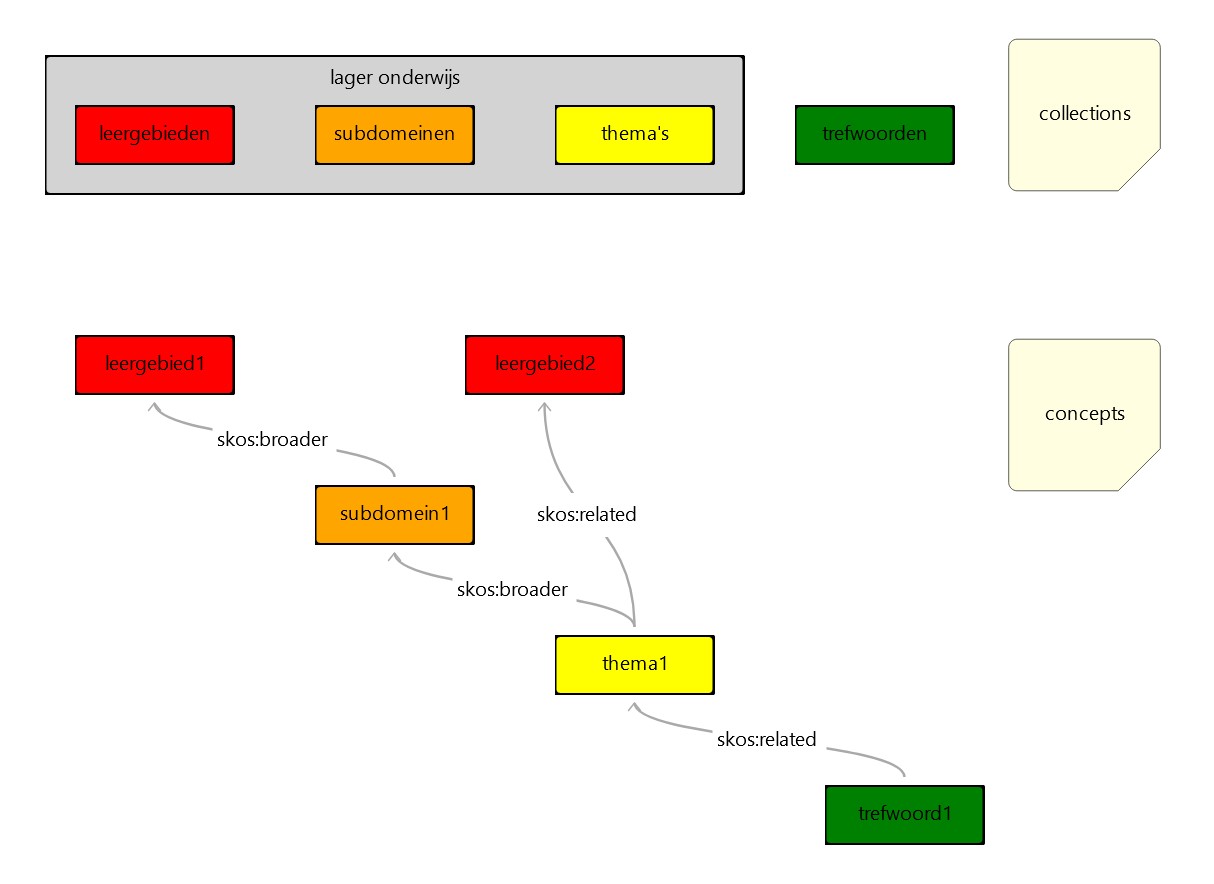 lager onderwijs
leergebieden
subdomeinen
thema's
trefwoorden
collections
leergebied1
leergebied2
concepts
skos:broader
subdomein1
skos:related
skos:broader
thema1
skos:related
trefwoord1